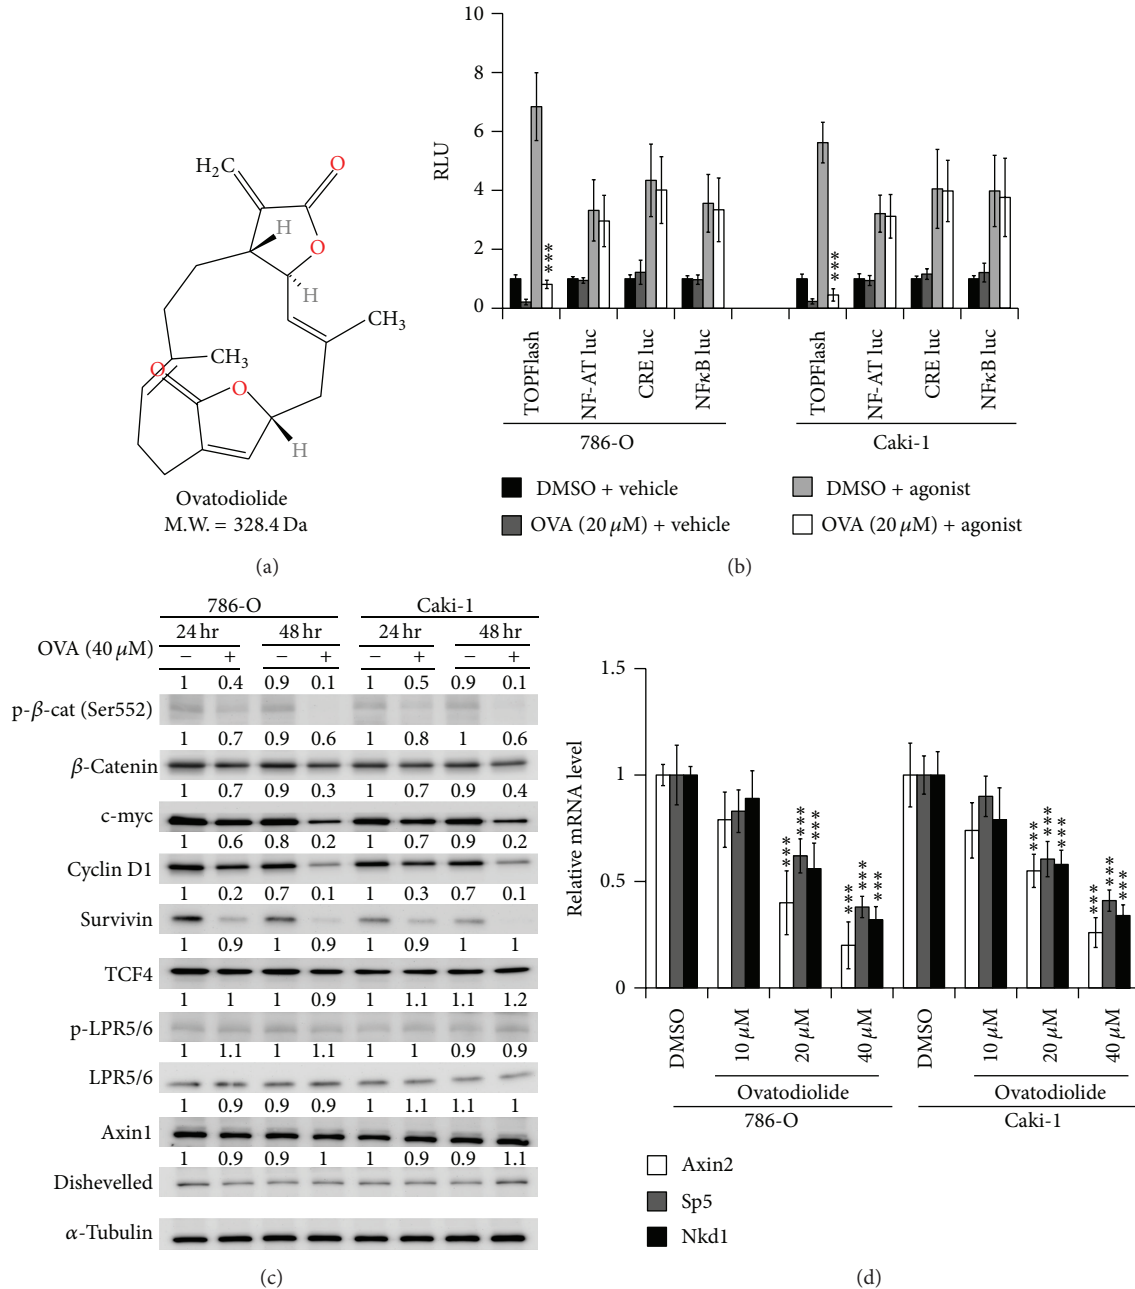 H₂C
O
H
O
H
CH₃
CH₃
O
O
H
Ovatodiolide
M.W. = 328.4 Da
(a)
10
8
6
4
2
0
RLU
***
***
TOPFlash
NF-AT luc
CRE luc
NFκB luc
TOPFlash
NF-AT luc
CRE luc
NFκB luc
786-O
Caki-1
DMSO + vehicle
DMSO + agonist
OVA (20 μM) + vehicle
OVA (20 μM) + agonist
(b)
786-O Caki-1
24 hr 48 hr 24 hr 48 hr
OVA (40 μM) − + − + − + − +
1 0.4 0.9 0.1 1 0.5 0.9 0.1
p-β-cat (Ser552)
1 0.7 0.9 0.6 1 0.8 1 0.6
β-Catenin
1 0.7 0.9 0.3 1 0.7 0.9 0.4
c-myc
1 0.6 0.8 0.2 1 0.7 0.9 0.2
Cyclin D1
1 0.2 0.7 0.1 1 0.3 0.7 0.1
Survivin
1 0.9 1 0.9 1 0.9 1 1
TCF4
1 1 1 0.9 1 1.1 1.1 1.2
p-LPR5/6
1 1.1 1 1.1 1 1 0.9 0.9
LPR5/6
1 0.9 0.9 0.9 1 1.1 1.1 1
Axin1
1 0.9 0.9 1 1 0.9 0.9 1.1
Dishevelled
α-Tubulin
(c)
1.5
1
0.5
0
Relative mRNA level
***
***
***
***
***
***
***
***
***
***
***
***
DMSO
10 μM
20 μM
40 μM
DMSO
10 μM
20 μM
40 μM
Ovatodiolide
Ovatodiolide
786-O
Caki-1
Axin2
Sp5
Nkd1
(d)